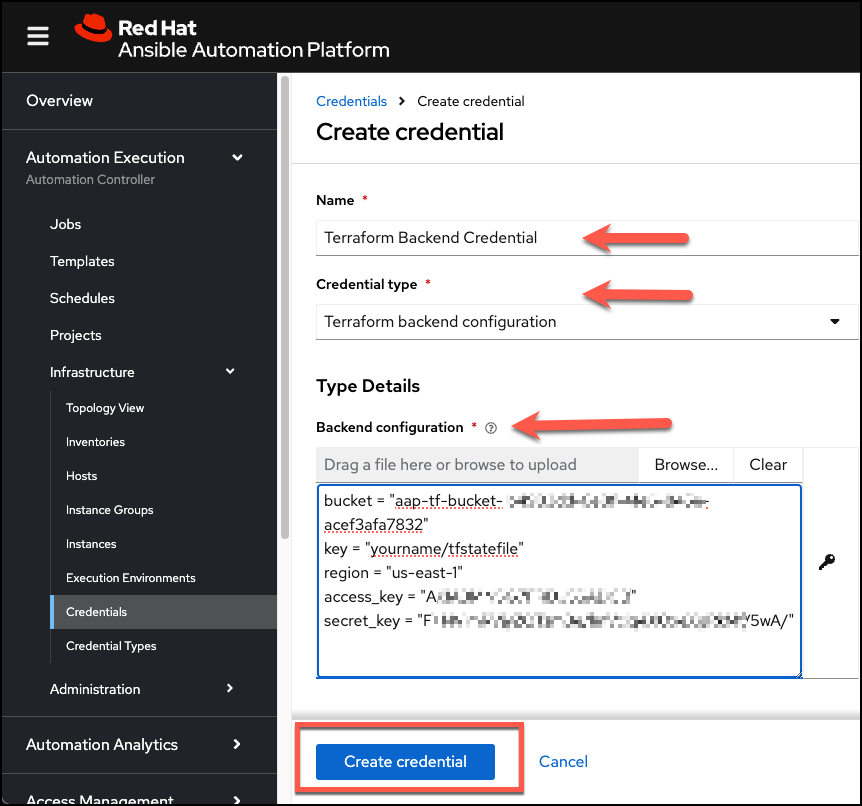 Red Hat
Ansible Automation Platform
Overview
Automation Execution
Automation Controller
Jobs
Templates
Schedules
Projects
Infrastructure
Topology View
Inventories
Hosts
Instance Groups
Instances
Execution Environments
Credentials
Credential Types
Administration
Automation Analytics
Access Management
Credentials > Create credential
Create credential
Name *
Terraform Backend Credential
Credential type *
Terraform backend configuration
Type Details
Backend configuration *
Drag a file here or browse to upload Browse... Clear
bucket = "aap-tf-bucket-
acef3afa7832"
key = "yourname/tfstatefile"
region = "us-east-1"
access_key = "A
secret_key = "F /5wA/"
Create credential Cancel